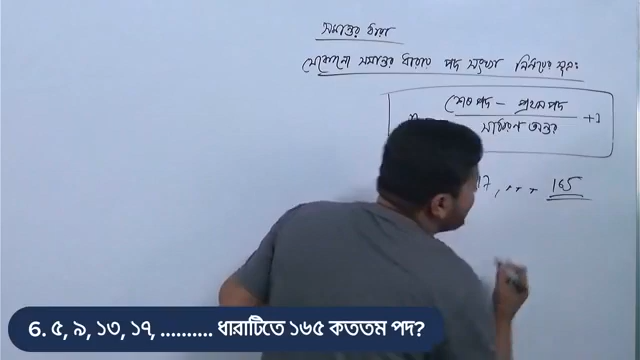 সমান্তর ধারা
যেকোনো সমান্তর ধারার পদ সংখ্যা নির্ণয়ের সূত্র:
শেষ পদ - প্রথম পদ
সাধারণ অন্তর
+1
17, ... 165
6. ৫, ৯, ১৩, ১৭, .......... ধারাটিতে ১৬৫ কততম পদ?